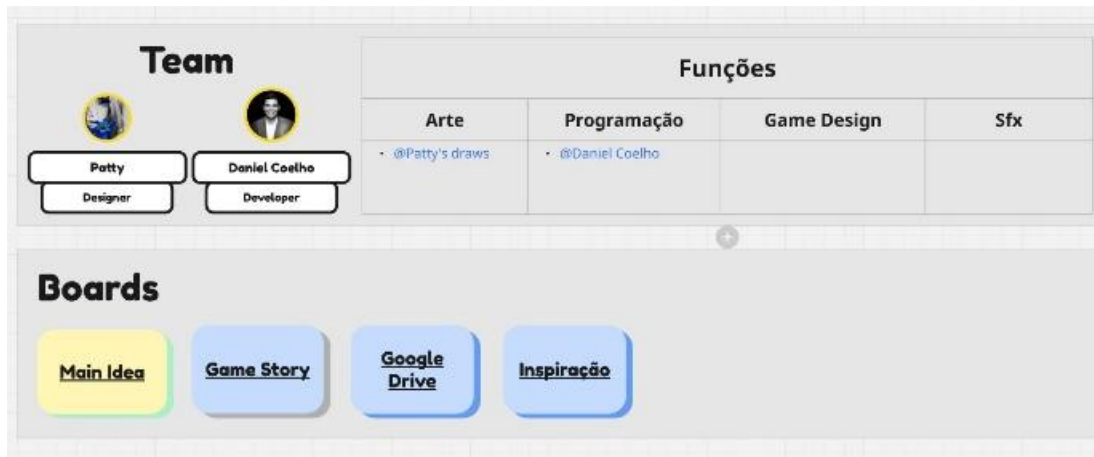 Team
Patty
Designer
Daniel Coelho
Developer
Funções
Arte
Programação
Game Design
Sfx
• @Patty's draws
• @Daniel Coelho
Boards
Main Idea
Game Story
Google
Drive
Inspiração